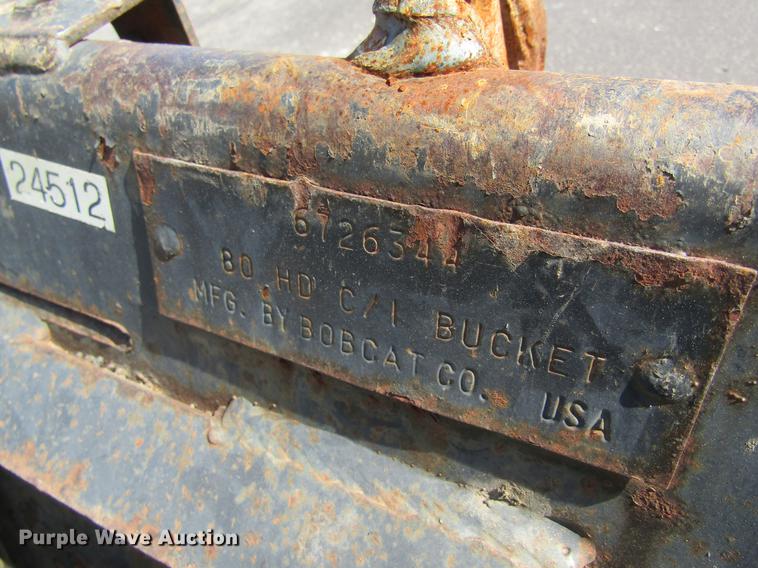 24512
6726344
80 HD C/I BUCKET
MFG. BY BOBCAT CO. USA
Purple Wave Auction